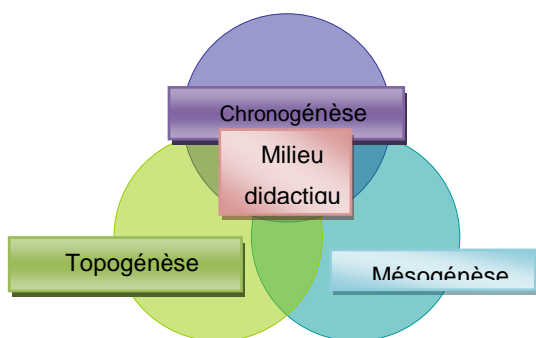 Chronogénèse
Milieu
didactiqu
Topogénèse
Mésogénèse